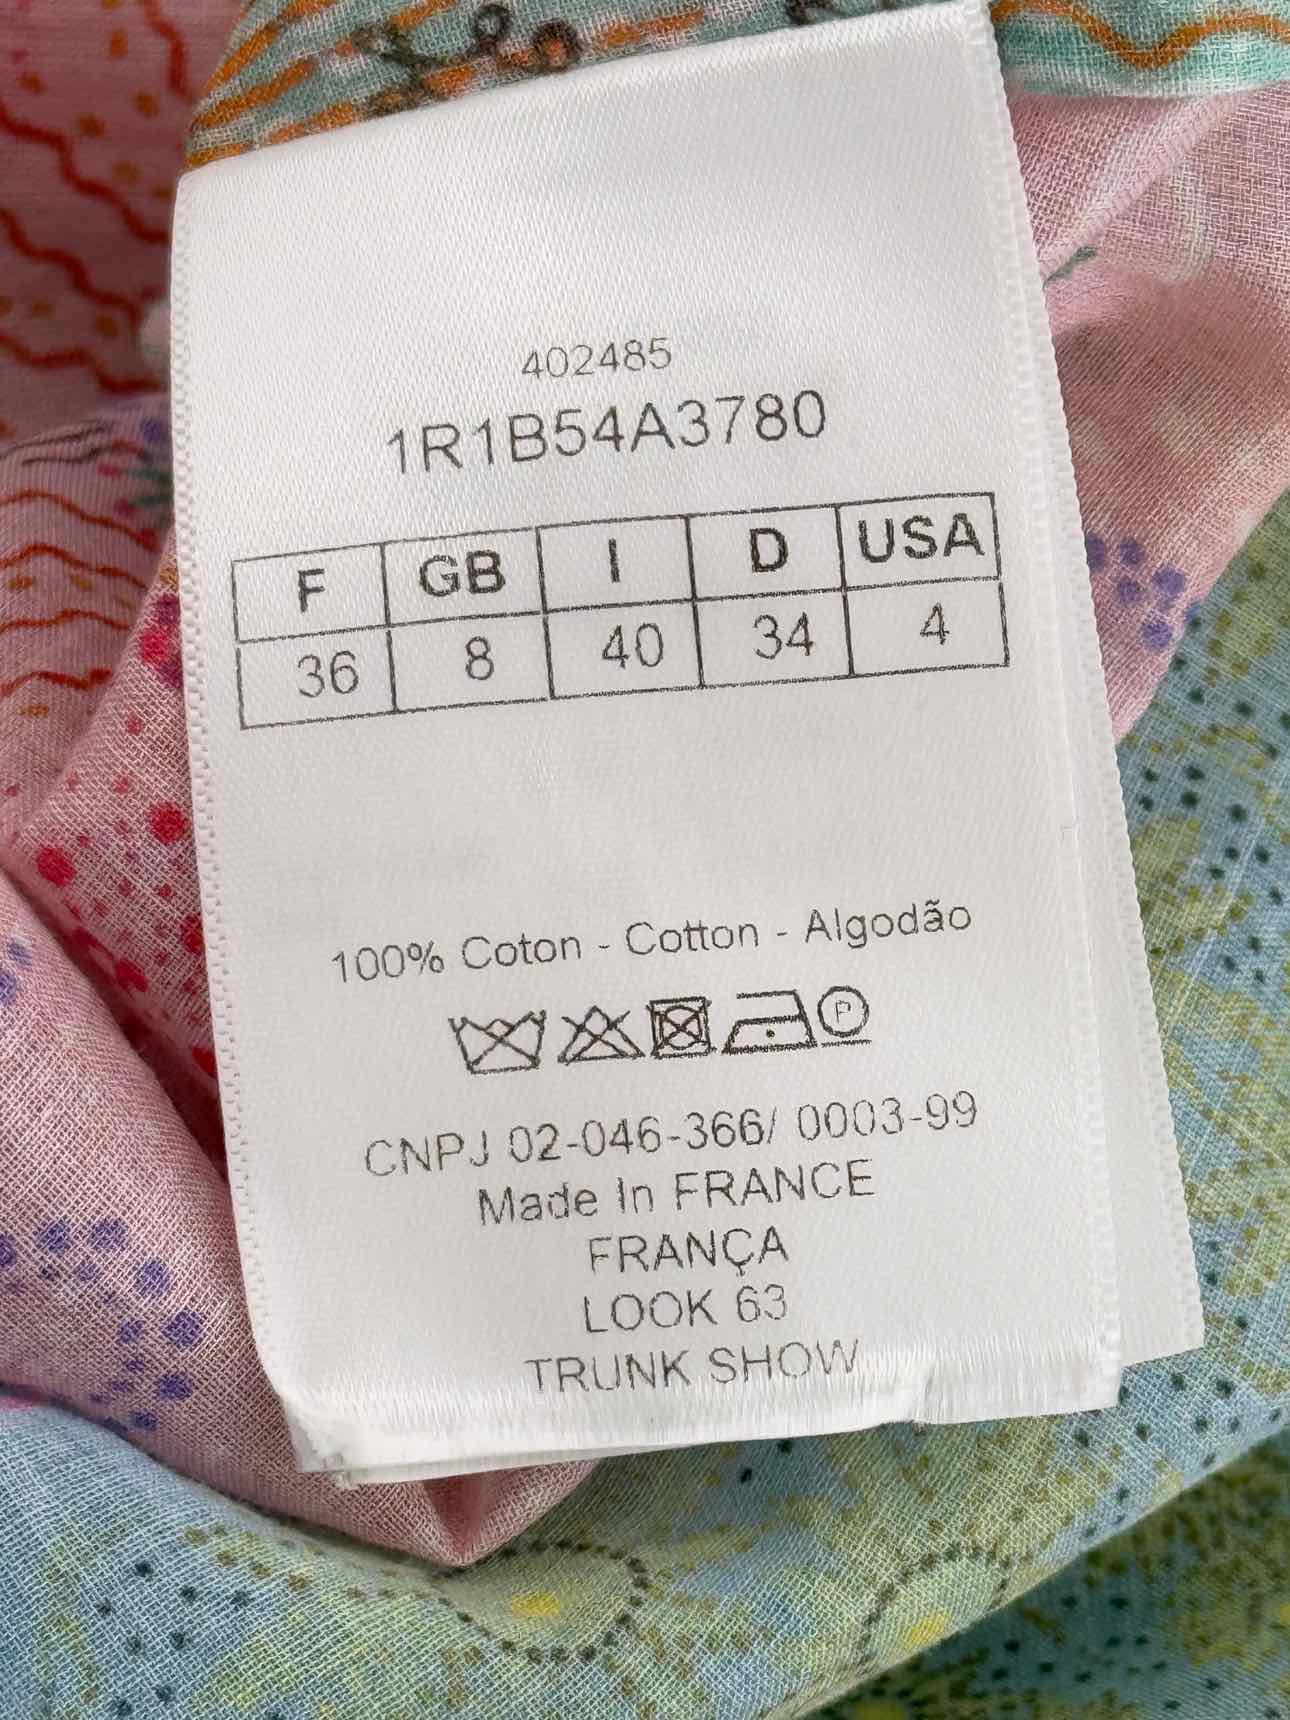 402485
1R1B54A3780
F GB I D USA
36 8 40 34 4
100% Coton - Cotton - Algodão
P
CNPJ 02-046-366/ 0003-99
Made In FRANCE
FRANÇA
LOOK 63
TRUNK SHOW